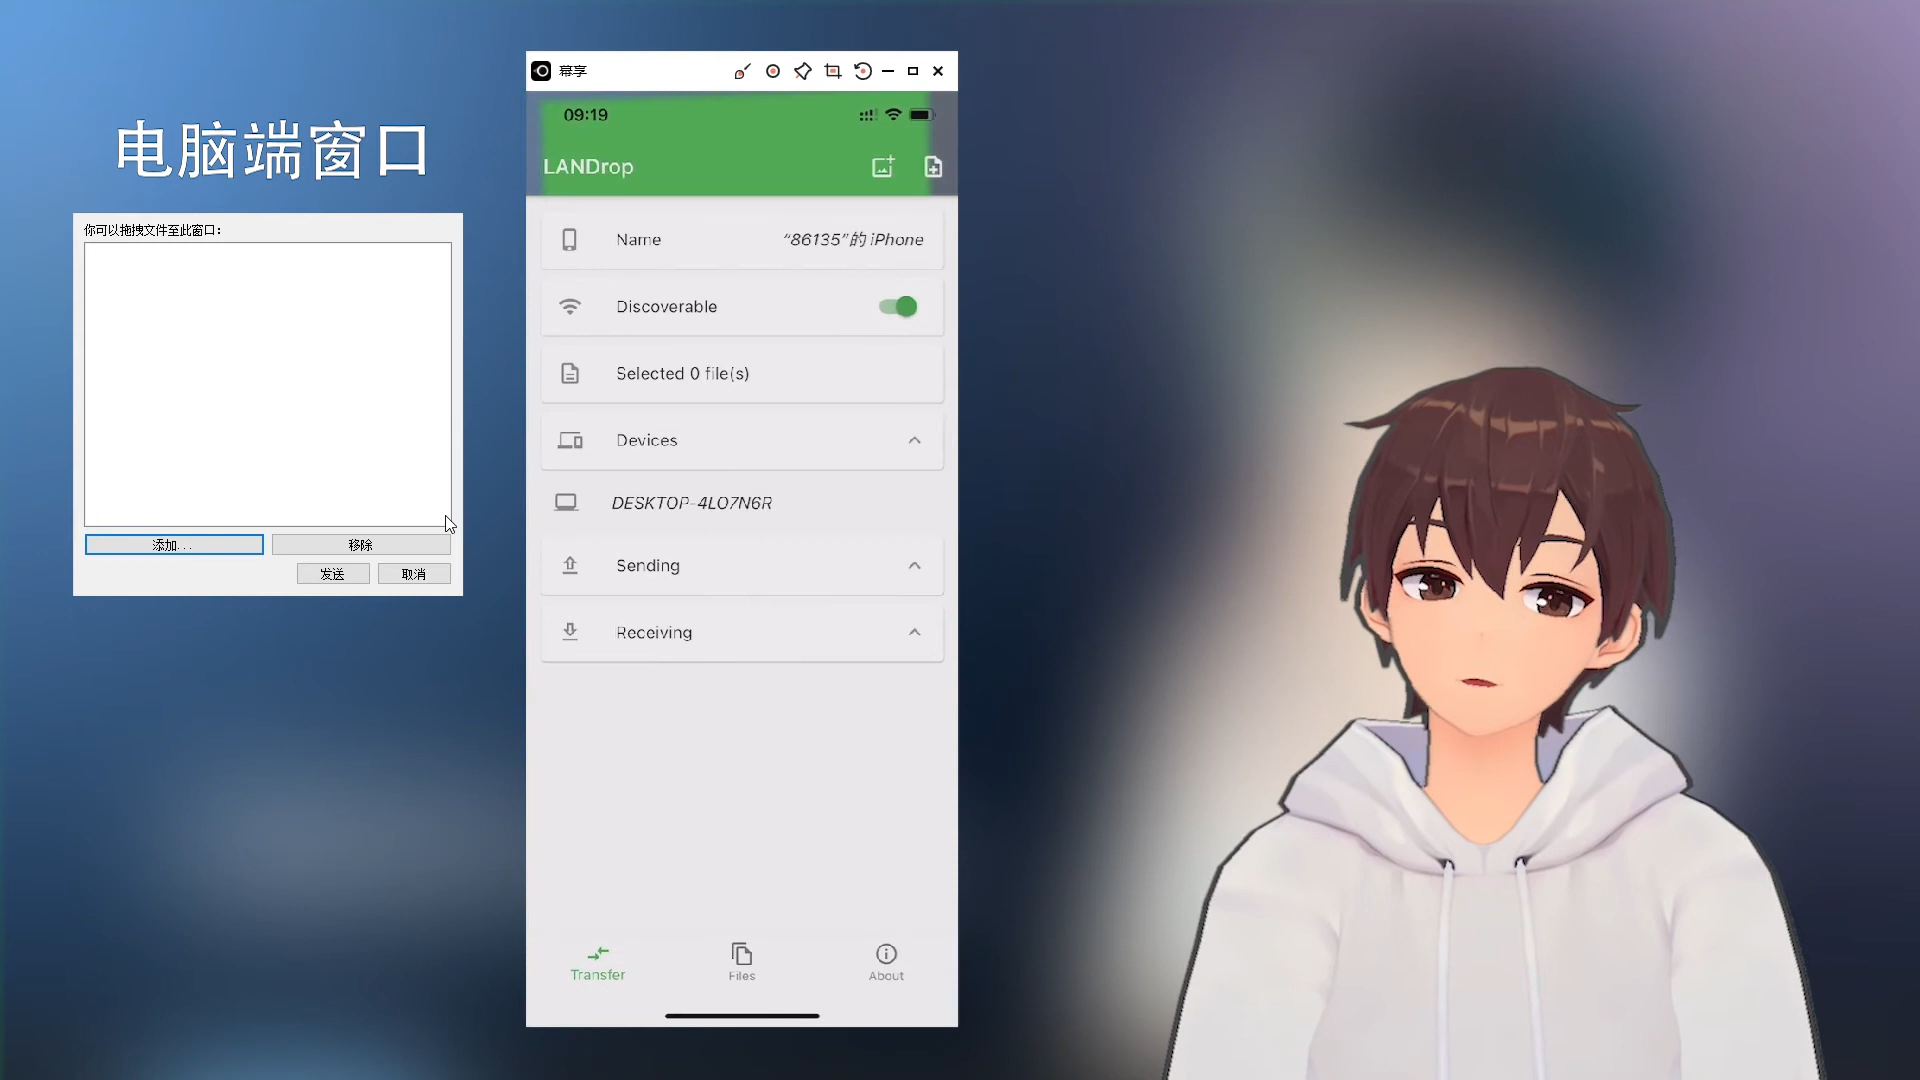 电脑端窗口
你可以拖拽文件至此窗口:
添加...
移除
发送
取消
幕享
09:19
LANDrop
Name
“86135”的 iPhone
Discoverable
Selected 0 file(s)
Devices
DESKTOP-4LO7N6R
Sending
Receiving
Transfer
Files
About